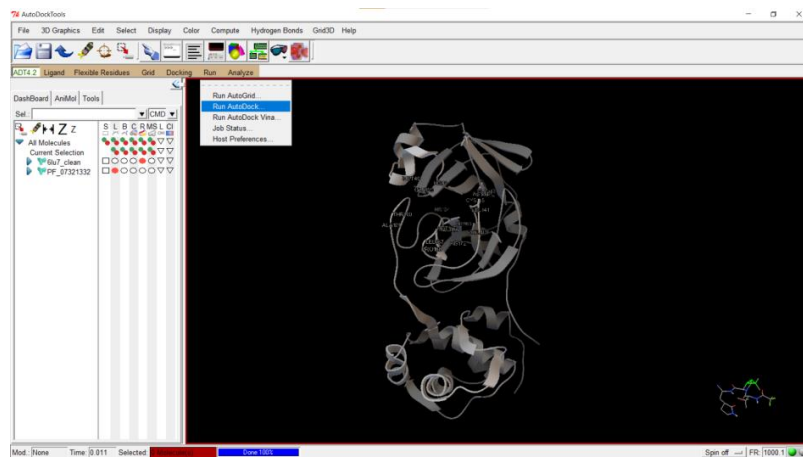 AutoDockTools
File 3D Graphics Edit Select Display Color Compute Hydrogen Bonds Grid3D Help
ADT4.2 Ligand Flexible Residues Grid Docking Run Analyze
Run AutoGrid...
Run AutoDock...
Run AutoDock Vina...
Job Status...
Host Preferences...
DashBoard AniMol Tools
Sel.: CMD
S L B C R MS L Cl
All Molecules
Current Selection
6lu7_clean
PF_07321332
Mod.: None Time: 0.011 Selected: Done 100% Spin off FR: 1000.1